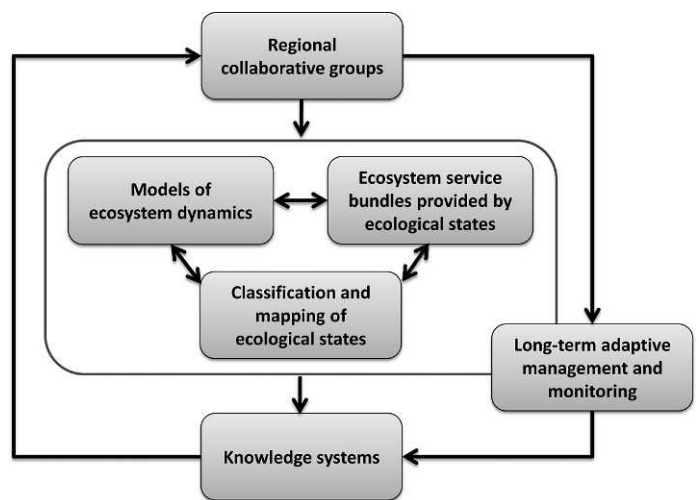 Regional
collaborative groups
Models of
ecosystem dynamics
Ecosystem service
bundles provided by
ecological states
Classification and
mapping of
ecological states
Long-term adaptive
management and
monitoring
Knowledge systems